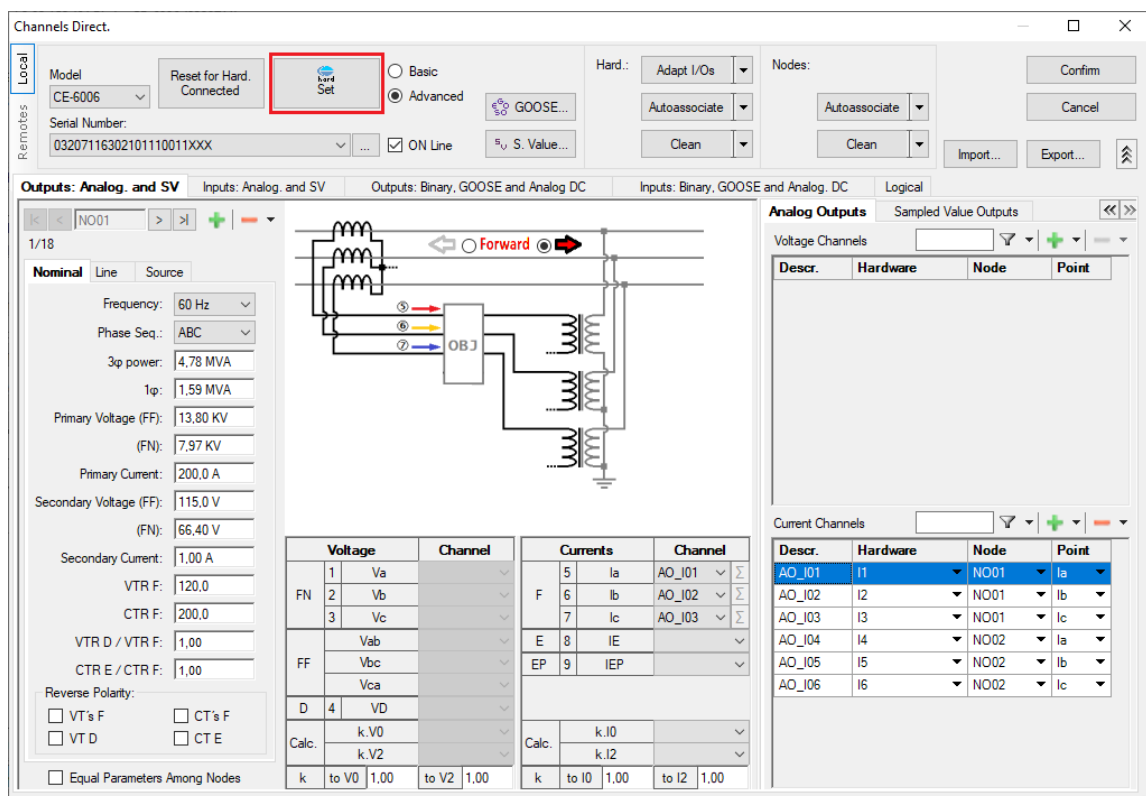 Channels Direct.
Local
Remotes
Model
CE-6006
Reset for Hard.
Connected
hard
Set
Basic
Advanced
Serial Number:
03207116302101110011XXX
...
ON Line
GOOSE...
S. Value...
Hard.:
Adapt I/Os
Autoassociate
Clean
Nodes:
Autoassociate
Clean
Confirm
Cancel
Import...
Export...
Outputs: Analog. and SV
Inputs: Analog. and SV
Outputs: Binary, GOOSE and Analog DC
Inputs: Binary, GOOSE and Analog. DC
Logical
NO01
1/18
Nominal Line Source
Frequency: 60 Hz
Phase Seq.: ABC
3φ power: 4,78 MVA
1φ: 1,59 MVA
Primary Voltage (FF): 13,80 KV
(FN): 7,97 KV
Primary Current: 200,0 A
Secondary Voltage (FF): 115,0 V
(FN): 66,40 V
Secondary Current: 1,00 A
VTR F: 120,0
CTR F: 200,0
VTR D / VTR F: 1,00
CTR E / CTR F: 1,00
Reverse Polarity:
VT's F CT's F
VT D CT E
Equal Parameters Among Nodes
Forward
5
6
7
OBJ
Voltage Channel
FN 1 Va
2 Vb
3 Vc
FF Vab
Vbc
Vca
D 4 VD
Calc. k.V0
k.V2
k to V0 1,00 to V2 1,00
Currents Channel
F 5 Ia AO_I01 Σ
6 Ib AO_I02 Σ
7 Ic AO_I03 Σ
E 8 IE
EP 9 IEP
Calc. k.I0
k.I2
k to I0 1,00 to I2 1,00
Analog Outputs Sampled Value Outputs
Voltage Channels
Descr. Hardware Node Point
Current Channels
Descr. Hardware Node Point
AO_I01 I1 NO01 Ia
AO_I02 I2 NO01 Ib
AO_I03 I3 NO01 Ic
AO_I04 I4 NO02 Ia
AO_I05 I5 NO02 Ib
AO_I06 I6 NO02 Ic